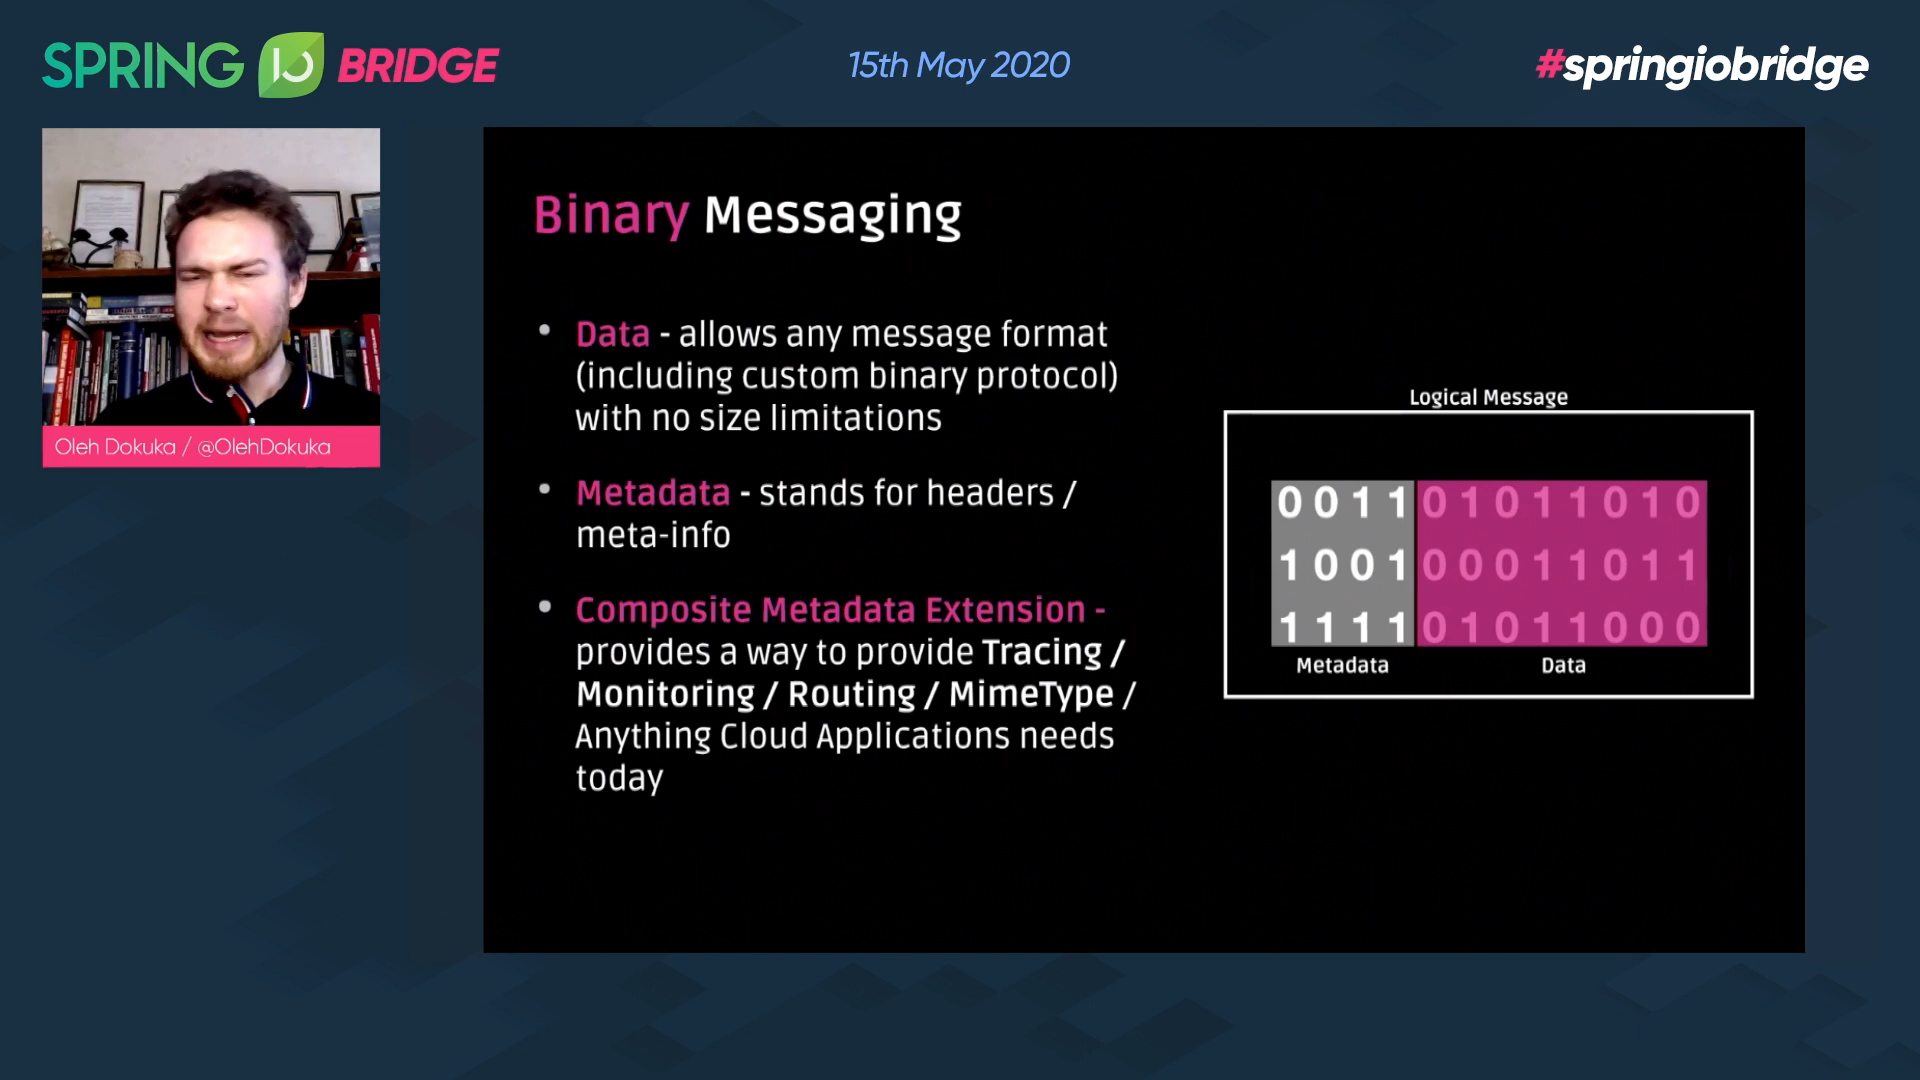 SPRING IO BRIDGE
15th May 2020
#springiobridge
Oleh Dokuka / @OlehDokuka
Binary Messaging
• Data - allows any message format
(including custom binary protocol)
with no size limitations
• Metadata - stands for headers /
meta-info
• Composite Metadata Extension -
provides a way to provide Tracing /
Monitoring / Routing / MimeType /
Anything Cloud Applications needs
today
Logical Message
0 0 1 1 0 1 0 1 1 0 1 0
1 0 0 1 0 0 0 1 1 0 1 1
1 1 1 1 0 1 0 1 1 0 0 0
Metadata Data